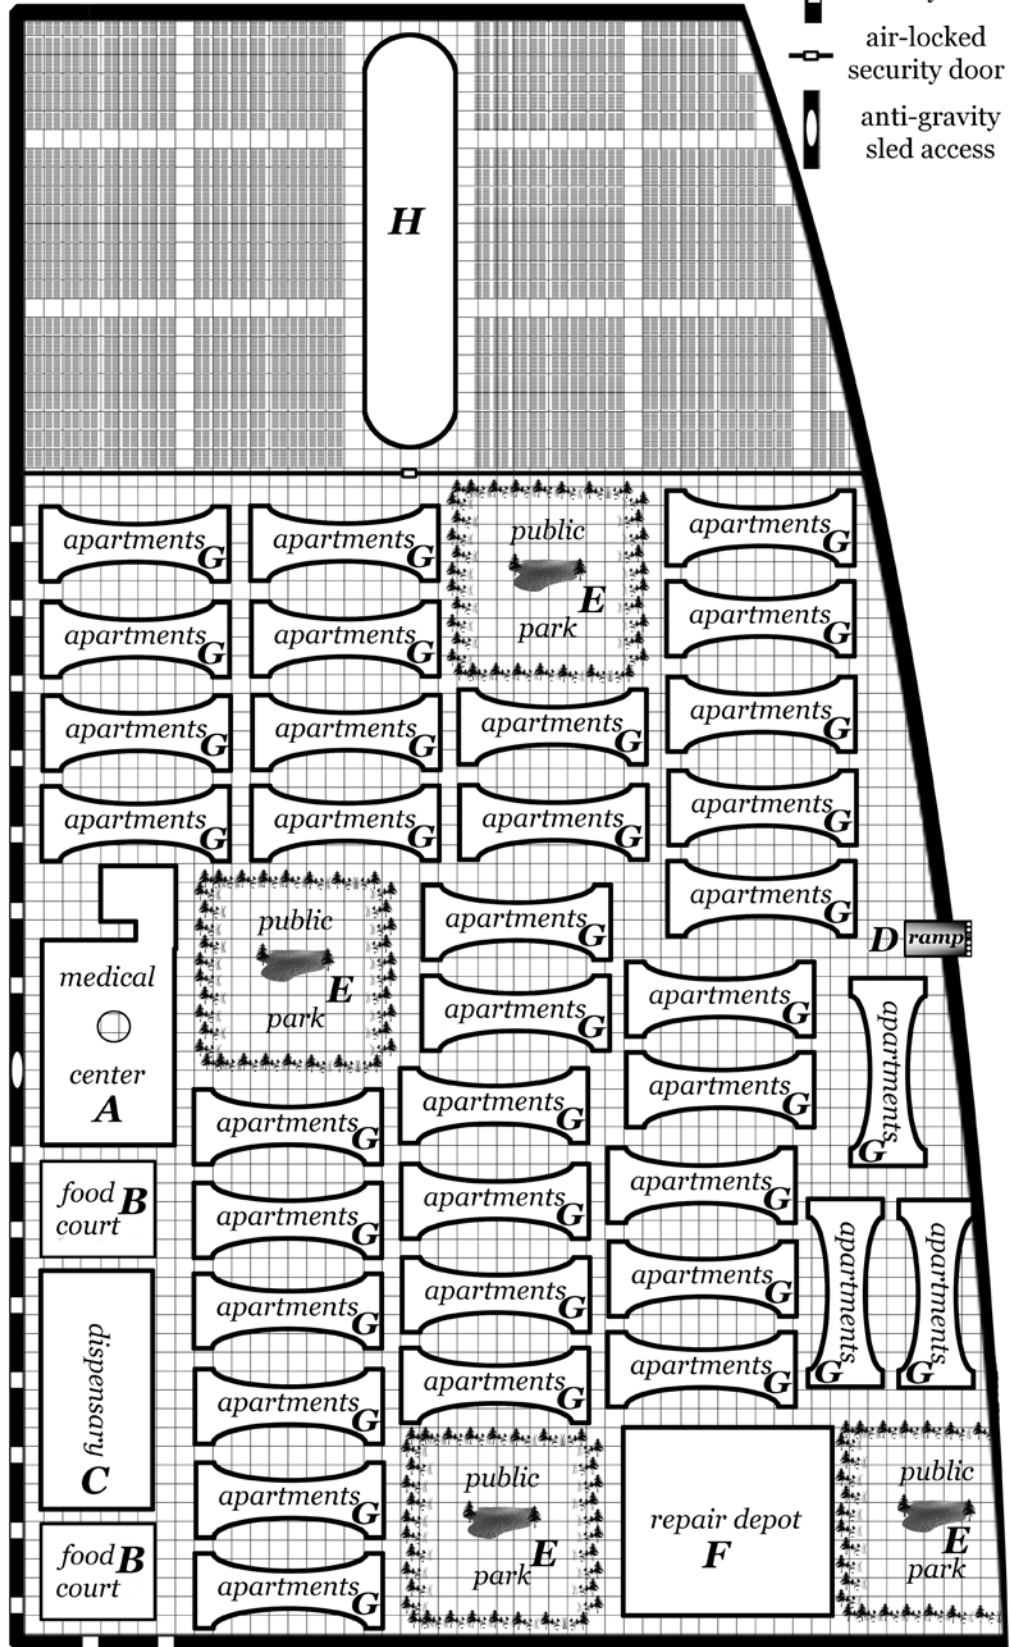 air-locked
security door
anti-gravity
sled access
H
apartments G
apartments G
public
E
park
apartments G
apartments G
apartments G
apartments G
apartments G
apartments G
apartments G
apartments G
apartments G
apartments G
apartments G
apartments G
apartments G
medical
center
A
public
E
park
apartments G
apartments G
D ramp
apartments G
apartments G
apartments G
food B
court
apartments G
apartments G
apartments G
apartments G
apartments G
apartments G
apartments G
apartments G
apartments G
apartments G
apartments G
apartments G
dispensary
C
apartments G
apartments G
apartments G
food B
court
public
E
park
repair depot
F
public
E
park